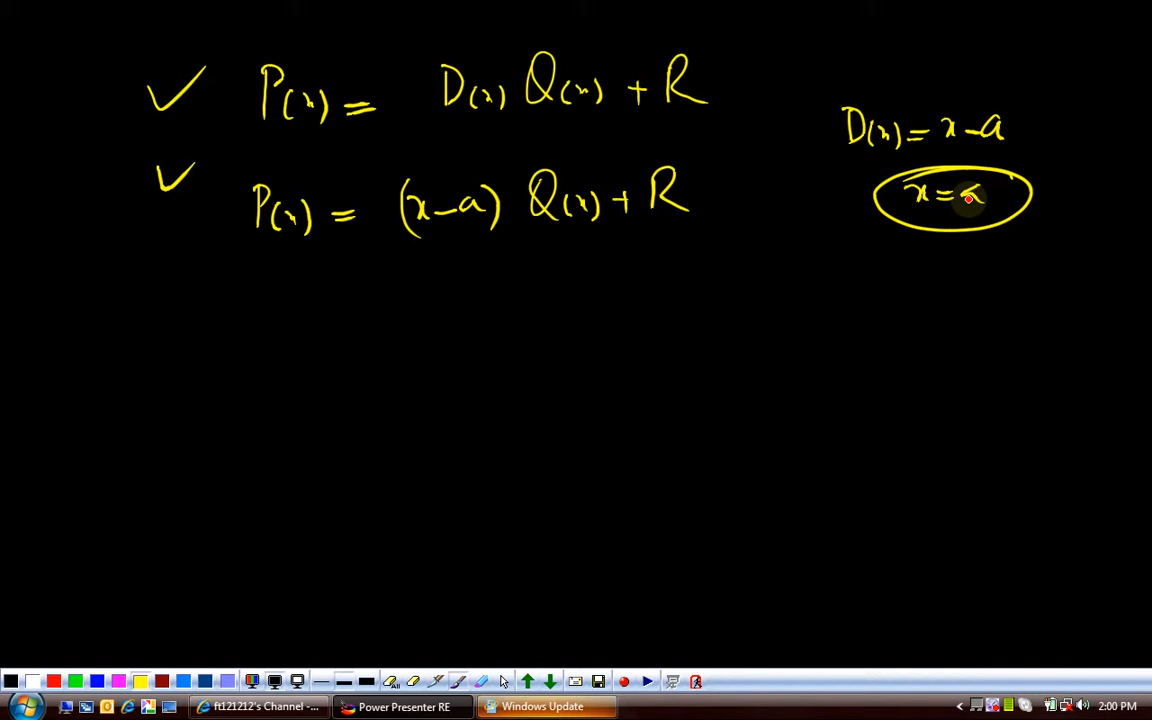 P(x) = D(x) Q(x) + R
D(x) = x - a
P(x) = (x - a) Q(x) + R
x =
ft121212's Channel -...
Power Presenter RE
Windows Update
2:00 PM